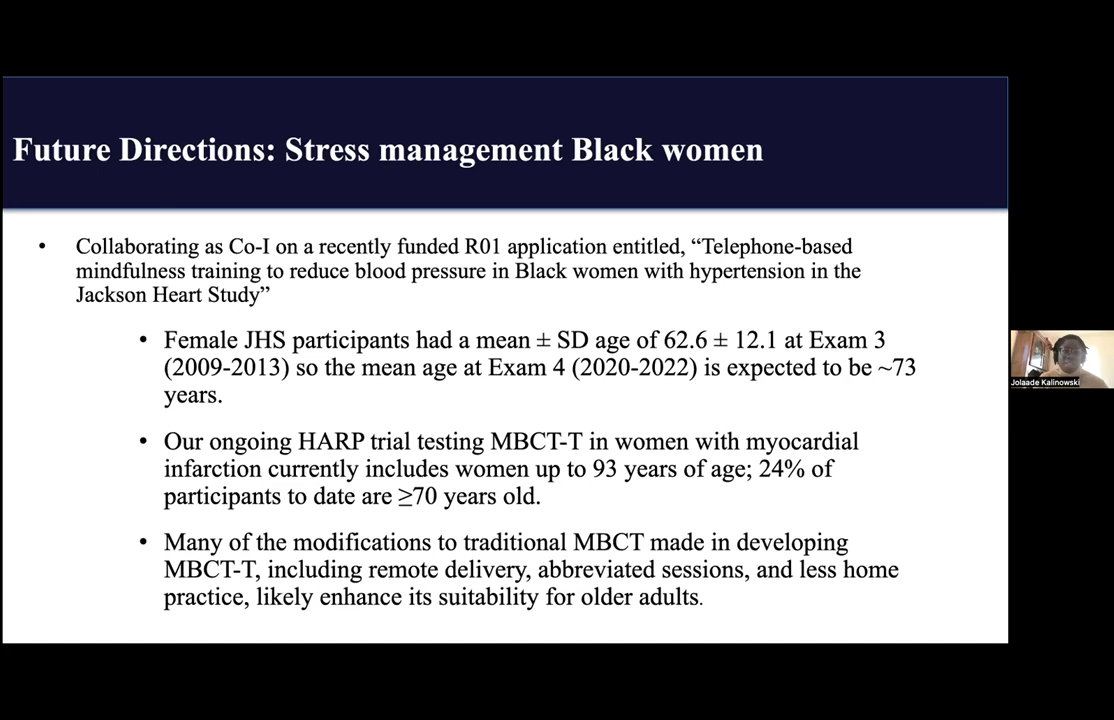 Future Directions: Stress management Black women
• Collaborating as Co-I on a recently funded R01 application entitled, “Telephone-based
mindfulness training to reduce blood pressure in Black women with hypertension in the
Jackson Heart Study”
• Female JHS participants had a mean ± SD age of 62.6 ± 12.1 at Exam 3
(2009-2013) so the mean age at Exam 4 (2020-2022) is expected to be ~73
years.
• Our ongoing HARP trial testing MBCT-T in women with myocardial
infarction currently includes women up to 93 years of age; 24% of
participants to date are ≥70 years old.
• Many of the modifications to traditional MBCT made in developing
MBCT-T, including remote delivery, abbreviated sessions, and less home
practice, likely enhance its suitability for older adults.
Jolaade Kalinowski